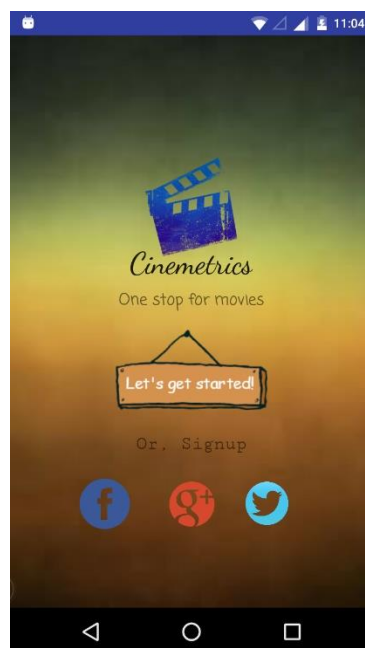 11:04
Cinemetrics
One stop for movies
Let's get started!
Or, Signup
f
g+